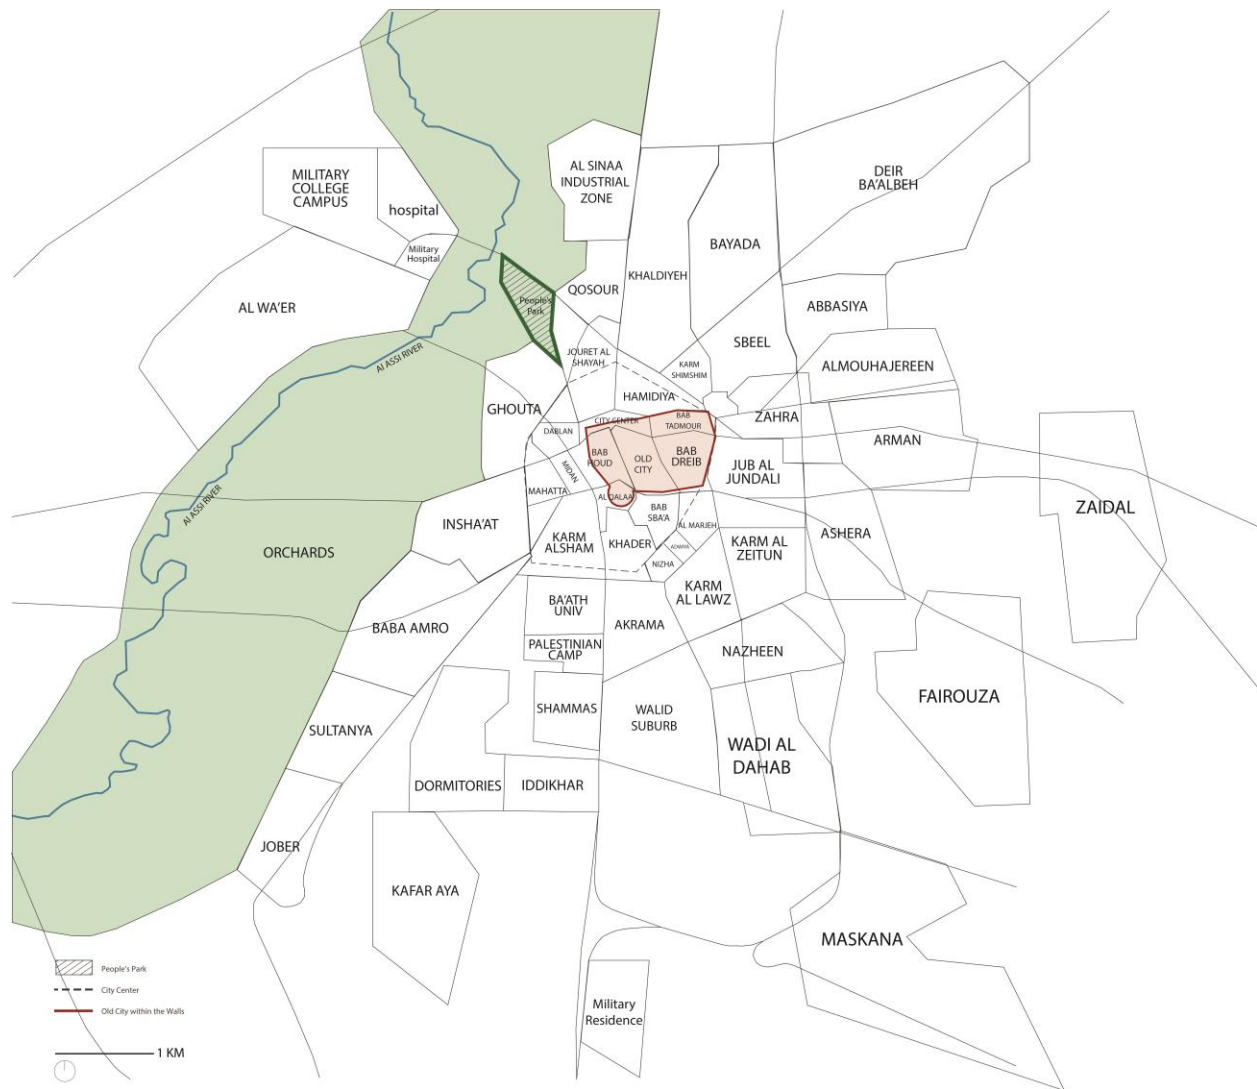 AL SINAA
INDUSTRIAL
ZONE
MILITARY
COLLEGE
CAMPUS
hospital
Military
Hospital
DEIR
BA'ALBEH
BAYADA
KHALDIYEH
QOSOUR
People's
Park
AL WA'ER
ABBASIYA
SBEEL
Al ASSI RIVER
JOURET AL
SHAYAH
KARM
SHIMSHIM
ALMOUHAJEREEN
GHOUTA
HAMIDIYA
CITY CENTER
BAB
TADMOUR
ZAHRA
DABLAN
ARMAN
BAB
HOUD
OLD
CITY
BAB
DREIB
JUB AL
JUNDALI
MIDAN
MAHATTA
AL QALAA
Al ASSI RIVER
BAB
SBA'A
ZAIDAL
INSHA'AT
AL MARJEH
ASHERA
KARM
ALSHAM
KHADER
ADWIYA
KARM AL
ZEITUN
ORCHARDS
NIZHA
KARM
AL LAWZ
BA'ATH
UNIV
BABA AMRO
AKRAMA
PALESTINIAN
CAMP
NAZHEEN
FAIROUZA
SHAMMAS
WALID
SUBURB
SULTANYA
WADI AL
DAHAB
DORMITORIES
IDDIKHAR
JOBER
KAFAR AYA
MASKANA
Military
Residence
People's Park
City Center
Old City within the Walls
1 KM